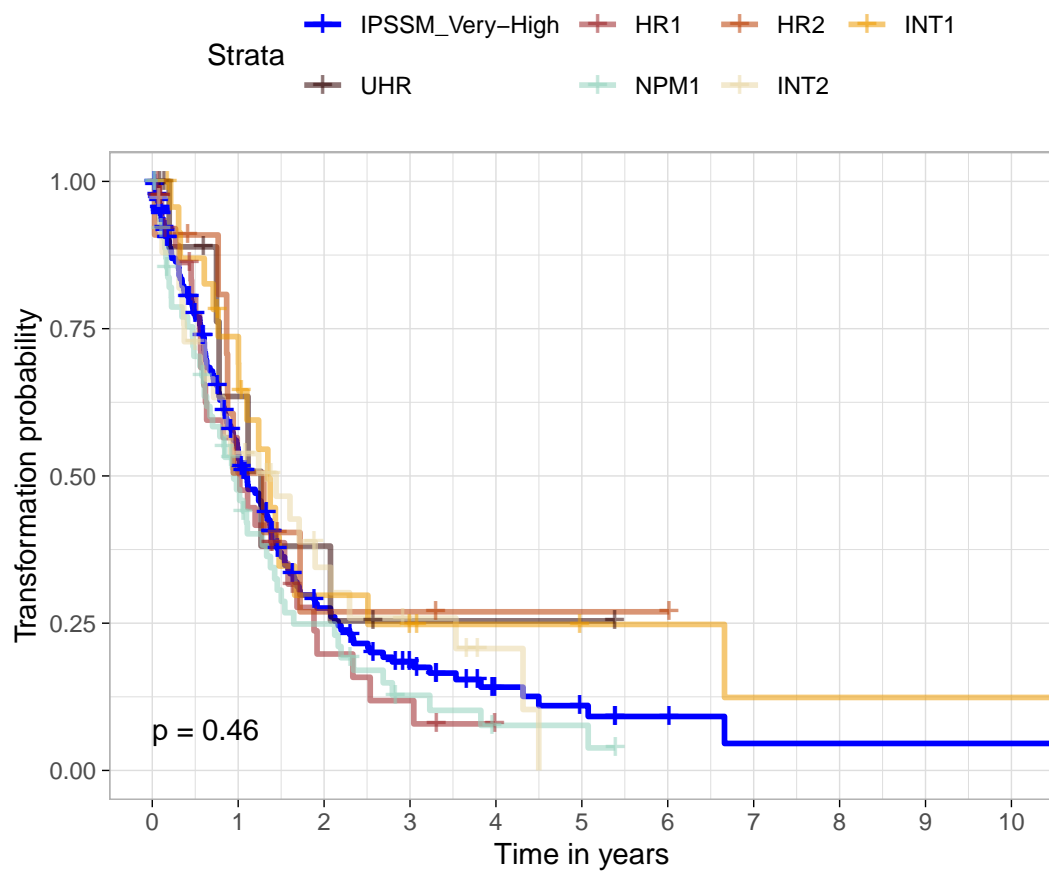 Strata
IPSSM_Very−High HR1 HR2 INT1
UHR NPM1 INT2
Transformation probability
1.00
0.75
0.50
0.25
0.00
p = 0.46
0 1 2 3 4 5 6 7 8 9 10
Time in years